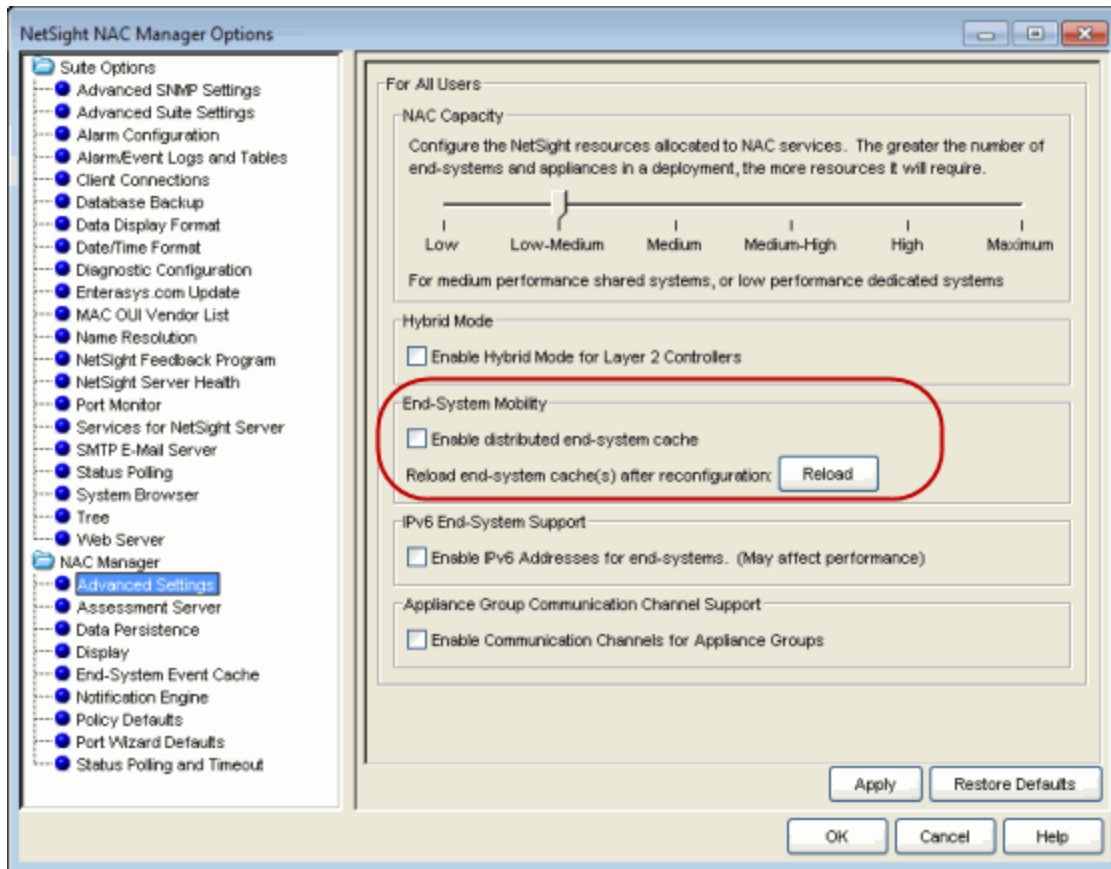 NetSight NAC Manager Options
Suite Options
Advanced SNMP Settings
Advanced Suite Settings
Alarm Configuration
Alarm/Event Logs and Tables
Client Connections
Database Backup
Data Display Format
Date/Time Format
Diagnostic Configuration
Enterasys.com Update
MAC OUI Vendor List
Name Resolution
NetSight Feedback Program
NetSight Server Health
Port Monitor
Services for NetSight Server
SMTP E-Mail Server
Status Polling
System Browser
Tree
Web Server
NAC Manager
Advanced Settings
Assessment Server
Data Persistence
Display
End-System Event Cache
Notification Engine
Policy Defaults
Port Wizard Defaults
Status Polling and Timeout
For All Users
NAC Capacity
Configure the NetSight resources allocated to NAC services. The greater the number of
end-systems and appliances in a deployment, the more resources it will require.
Low Low-Medium Medium Medium-High High Maximum
For medium performance shared systems, or low performance dedicated systems
Hybrid Mode
Enable Hybrid Mode for Layer 2 Controllers
End-System Mobility
Enable distributed end-system cache
Reload end-system cache(s) after reconfiguration: Reload
IPv6 End-System Support
Enable IPv6 Addresses for end-systems. (May affect performance)
Appliance Group Communication Channel Support
Enable Communication Channels for Appliance Groups
Apply Restore Defaults
OK Cancel Help